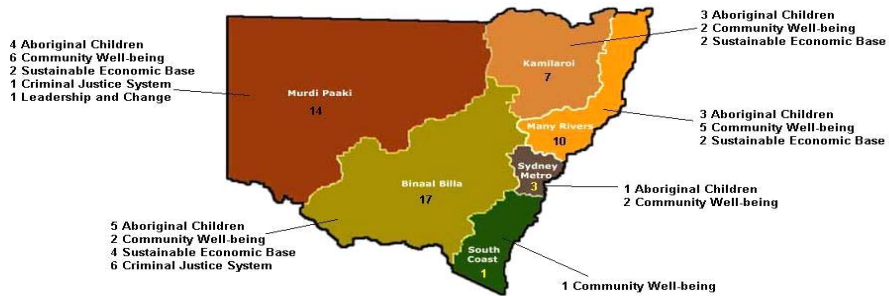 4 Aboriginal Children
6 Community Well-being
2 Sustainable Economic Base
1 Criminal Justice System
1 Leadership and Change
Murdi Paaki
14
3 Aboriginal Children
2 Community Well-being
2 Sustainable Economic Base
Kamilaroi
7
3 Aboriginal Children
5 Community Well-being
2 Sustainable Economic Base
Many Rivers
10
Sydney
Metro
3
1 Aboriginal Children
2 Community Well-being
Binaal Billa
17
5 Aboriginal Children
2 Community Well-being
4 Sustainable Economic Base
6 Criminal Justice System
South
Coast
1
1 Community Well-being